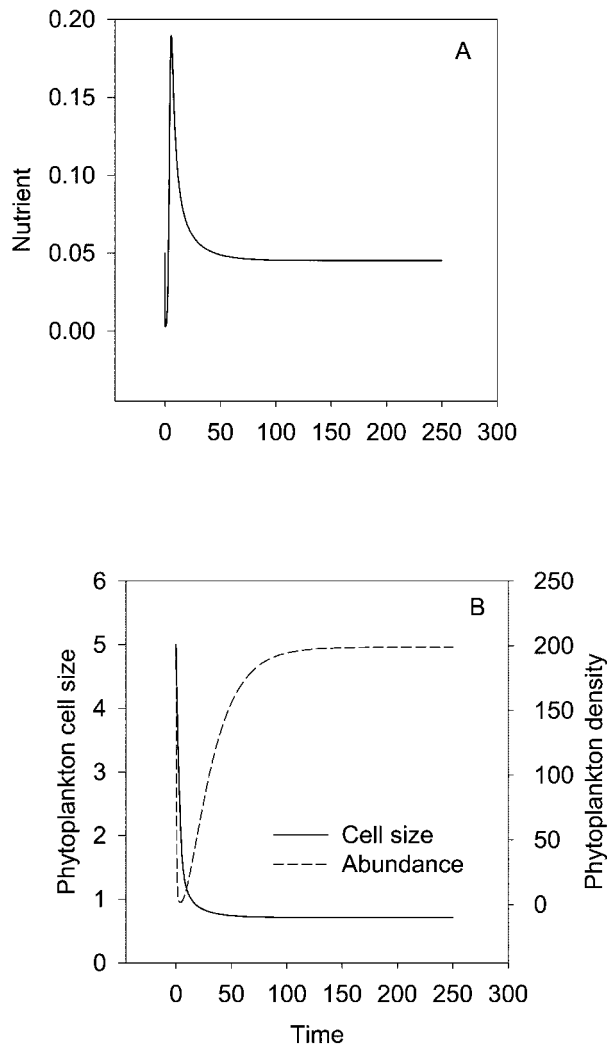 A
0.20
0.15
0.10
0.05
0.00
Nutrient
0 50 100 150 200 250 300
B
6
5
4
3
2
1
0
Phytoplankton cell size
250
200
150
100
50
0
Phytoplankton density
Cell size
Abundance
0 50 100 150 200 250 300
Time